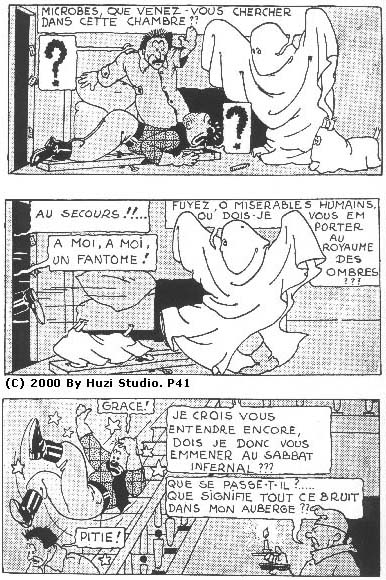 MICROBES, QUE VENEZ-VOUS CHERCHER
DANS CETTE CHAMBRE??
?
?
AU SECOURS!!...
A MOI, A MOI,
UN FANTOME!
FUYEZ, O MISERABLES HUMAINS,
OU' DOIS-JE VOUS EM
PORTER
AU
ROYAUME
DES
OMBRES
???
(C) 2000 By Huzi Studio. P41
GRACE!
JE CROIS VOUS
ENTENDRE ENCORE,
DOIS JE DONC VOUS
EMMENER AU SABBAT
INFERNAL???
QUE SE PASSE-T-IL?....
QUE SIGNIFIE TOUT CE BRUIT
DANS MON AUBERGE??
PITIE!